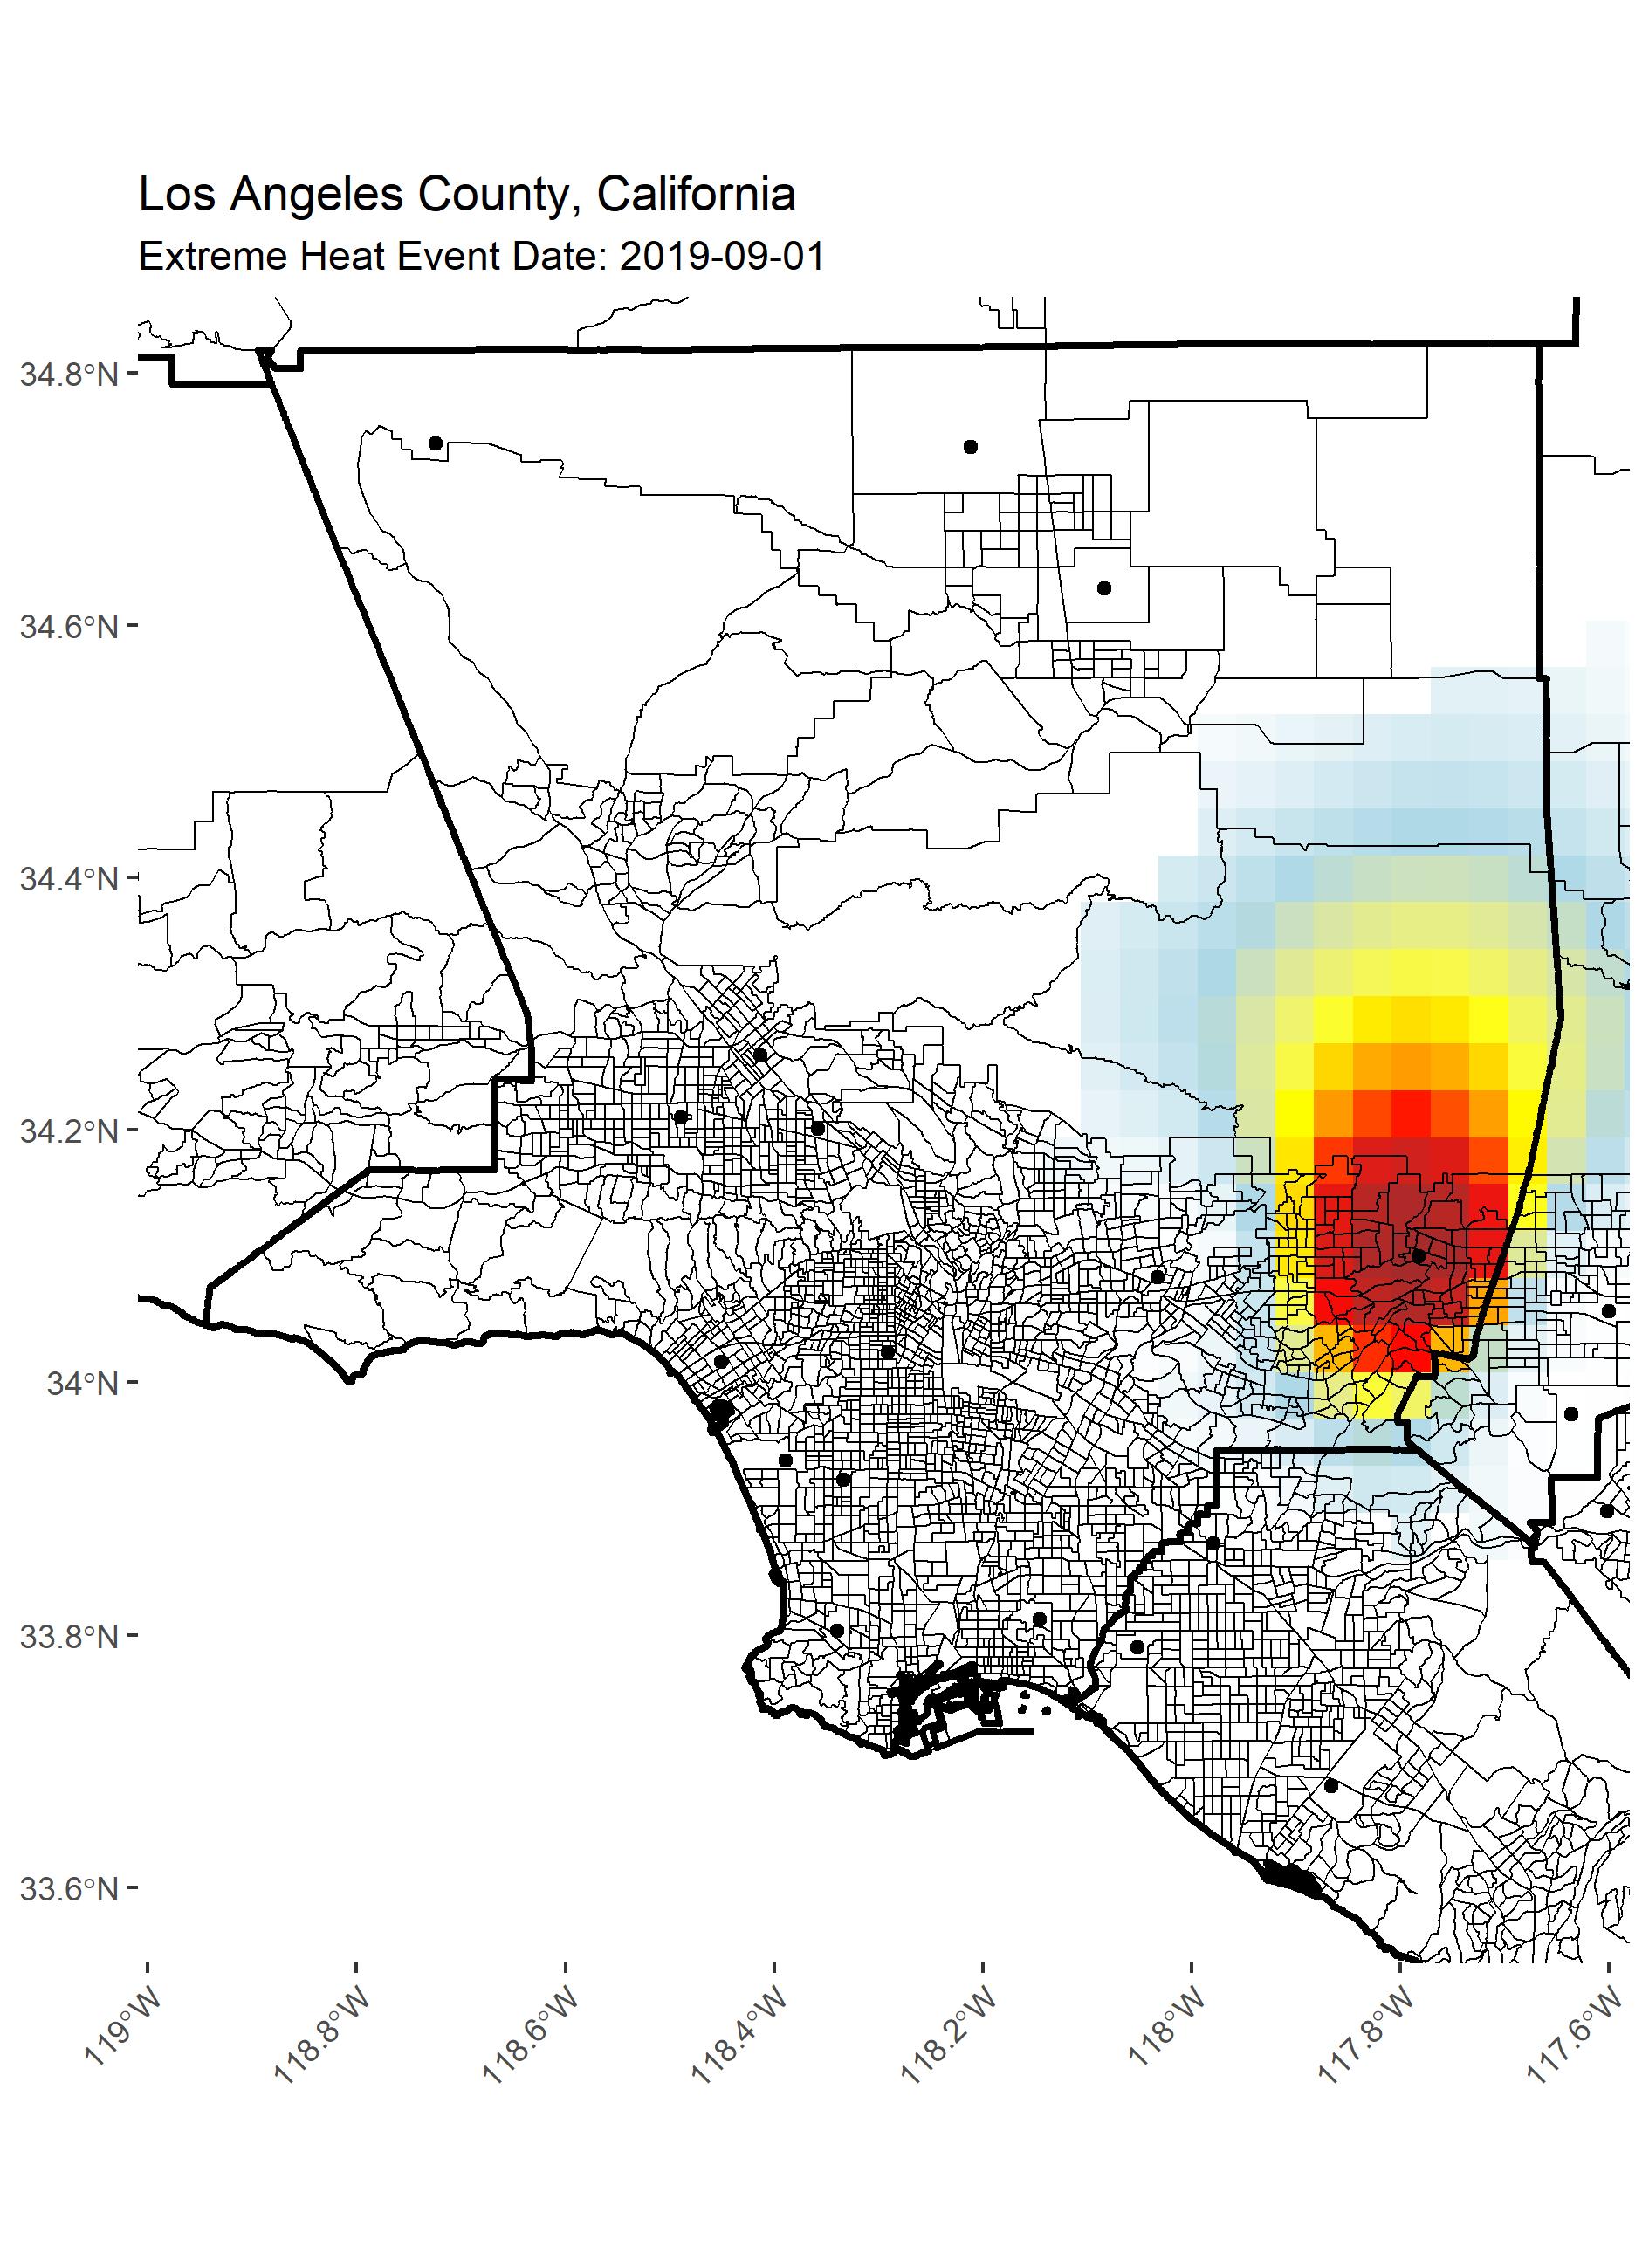 Los Angeles County, California
Extreme Heat Event Date: 2019-09-01
34.8°N
34.6°N
34.4°N
34.2°N
34°N
33.8°N
33.6°N
119°W
118.8°W
118.6°W
118.4°W
118.2°W
118°W
117.8°W
117.6°W